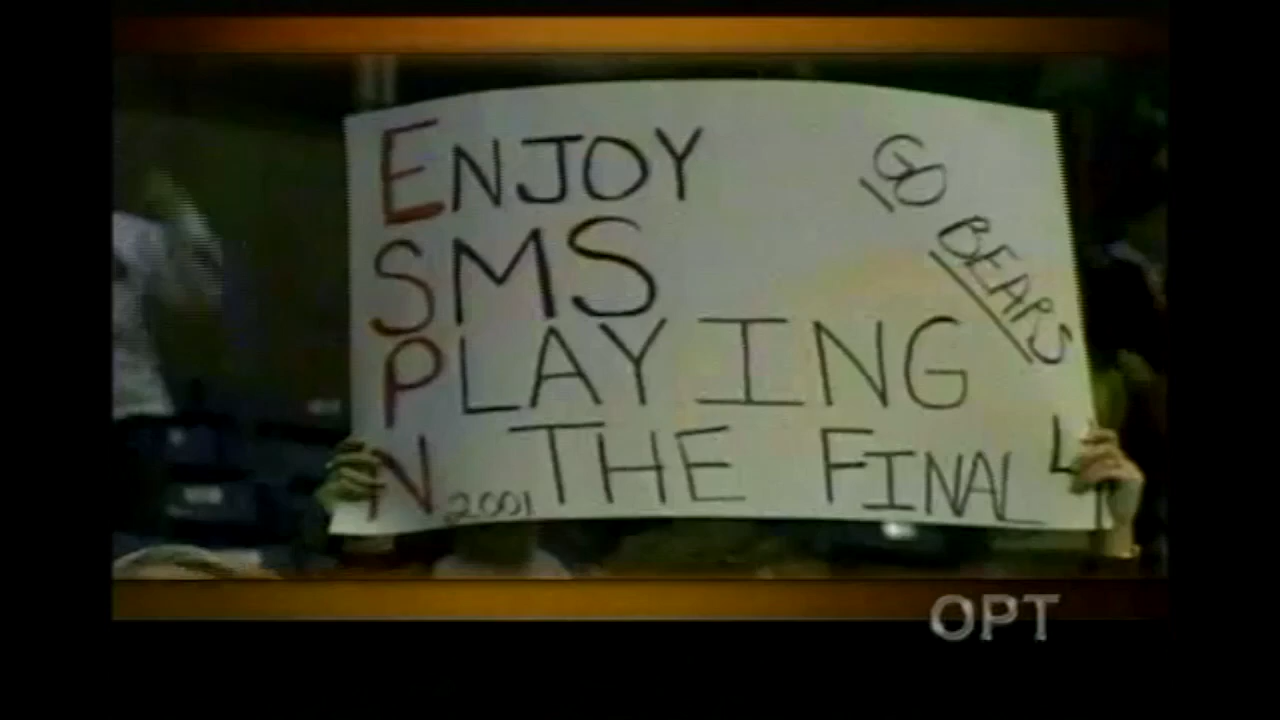 ENJOY
SMS
PLAYING
N 2001 THE FINAL 4
GO BEARS
OPT